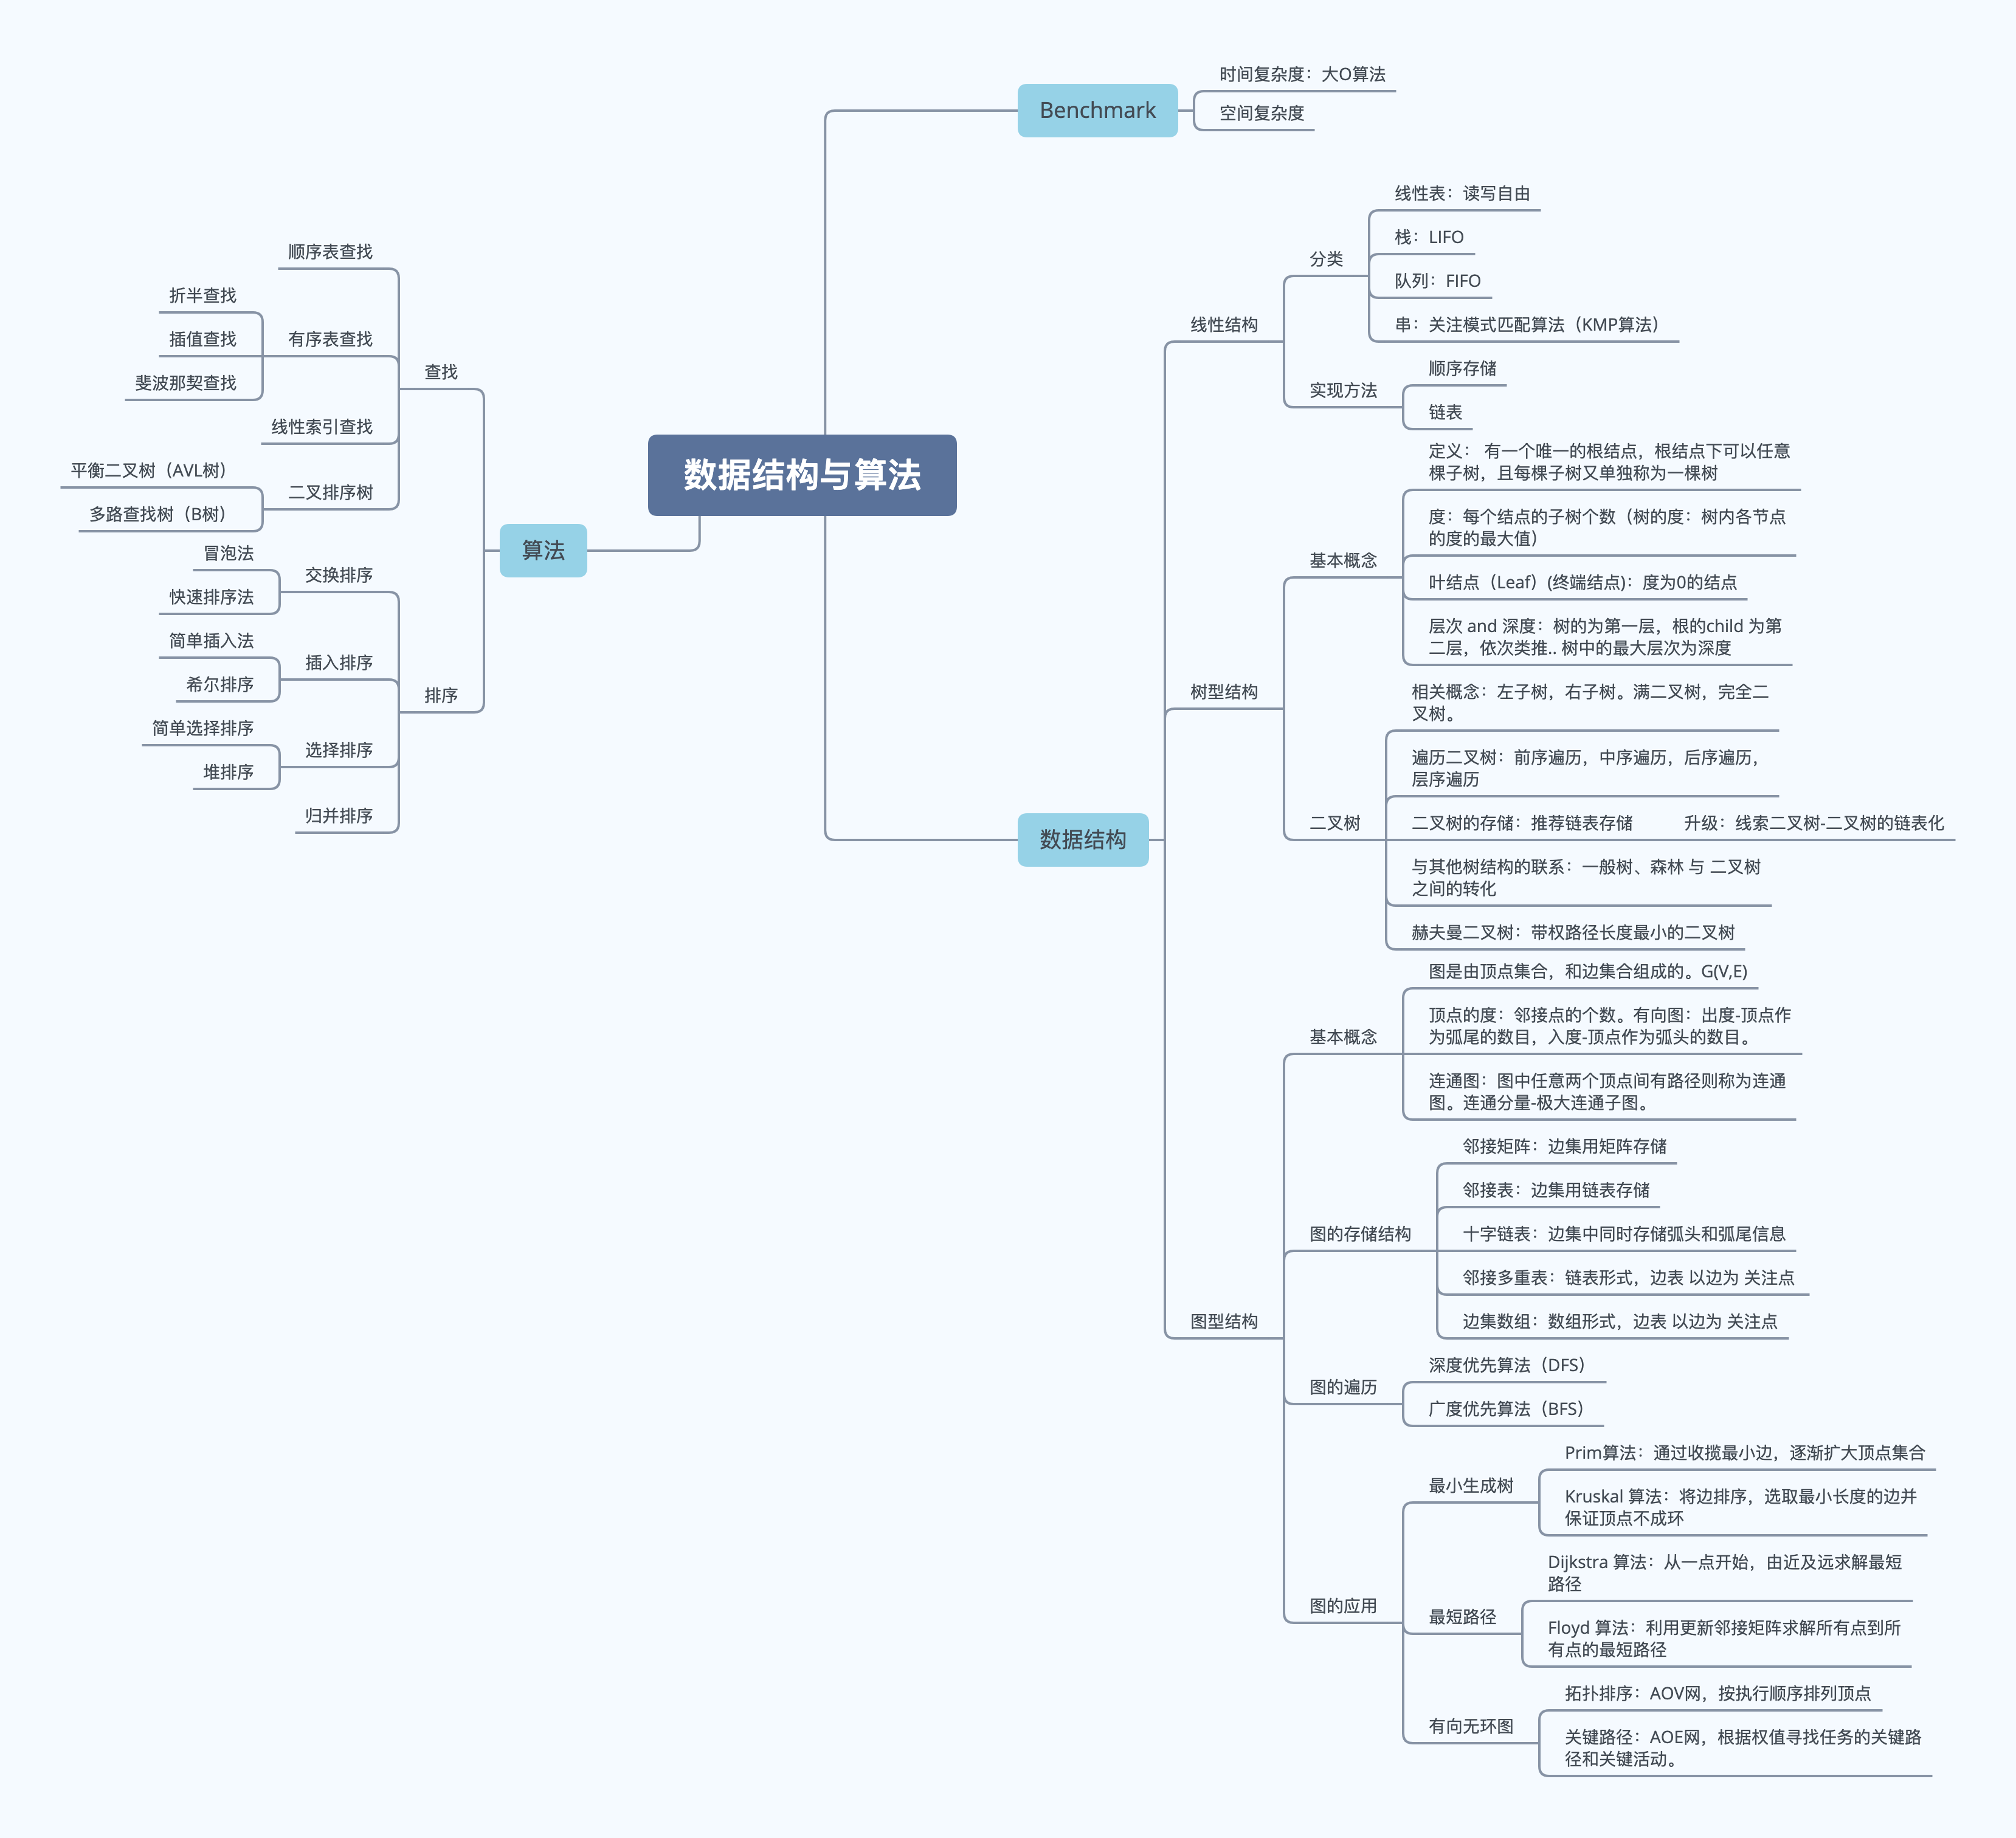 数据结构与算法
Benchmark
时间复杂度：大O算法
空间复杂度
数据结构
线性结构
分类
线性表：读写自由
栈：LIFO
队列：FIFO
串：关注模式匹配算法（KMP算法）
实现方法
顺序存储
链表
树型结构
基本概念
定义： 有一个唯一的根结点，根结点下可以任意
棵子树，且每棵子树又单独称为一棵树
度：每个结点的子树个数（树的度：树内各节点
的度的最大值）
叶结点（Leaf）(终端结点)：度为0的结点
层次 and 深度：树的为第一层，根的child 为第
二层，依次类推.. 树中的最大层次为深度
二叉树
相关概念：左子树，右子树。满二叉树，完全二
叉树。
遍历二叉树：前序遍历，中序遍历，后序遍历，
层序遍历
二叉树的存储：推荐链表存储
升级：线索二叉树-二叉树的链表化
与其他树结构的联系：一般树、森林 与 二叉树
之间的转化
赫夫曼二叉树：带权路径长度最小的二叉树
图型结构
基本概念
图是由顶点集合，和边集合组成的。G(V,E)
顶点的度：邻接点的个数。有向图：出度-顶点作
为弧尾的数目，入度-顶点作为弧头的数目。
连通图：图中任意两个顶点间有路径则称为连通
图。连通分量-极大连通子图。
图的存储结构
邻接矩阵：边集用矩阵存储
邻接表：边集用链表存储
十字链表：边集中同时存储弧头和弧尾信息
邻接多重表：链表形式，边表 以边为 关注点
边集数组：数组形式，边表 以边为 关注点
图的遍历
深度优先算法（DFS）
广度优先算法（BFS）
图的应用
最小生成树
Prim算法：通过收揽最小边，逐渐扩大顶点集合
Kruskal 算法：将边排序，选取最小长度的边并
保证顶点不成环
最短路径
Dijkstra 算法：从一点开始，由近及远求解最短
路径
Floyd 算法：利用更新邻接矩阵求解所有点到所
有点的最短路径
有向无环图
拓扑排序：AOV网，按执行顺序排列顶点
关键路径：AOE网，根据权值寻找任务的关键路
径和关键活动。
算法
查找
顺序表查找
有序表查找
折半查找
插值查找
斐波那契查找
线性索引查找
二叉排序树
平衡二叉树（AVL树）
多路查找树（B树）
排序
交换排序
冒泡法
快速排序法
插入排序
简单插入法
希尔排序
选择排序
简单选择排序
堆排序
归并排序